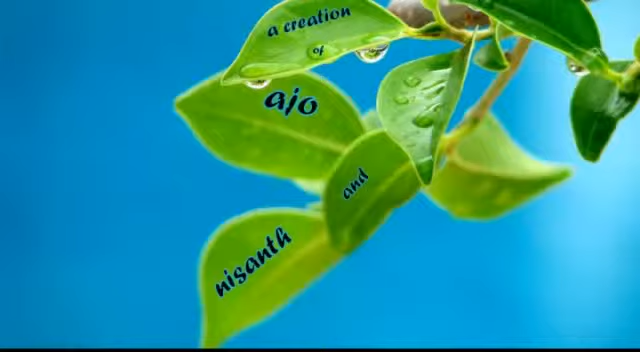 a creation
of
ajo
and
nisanth